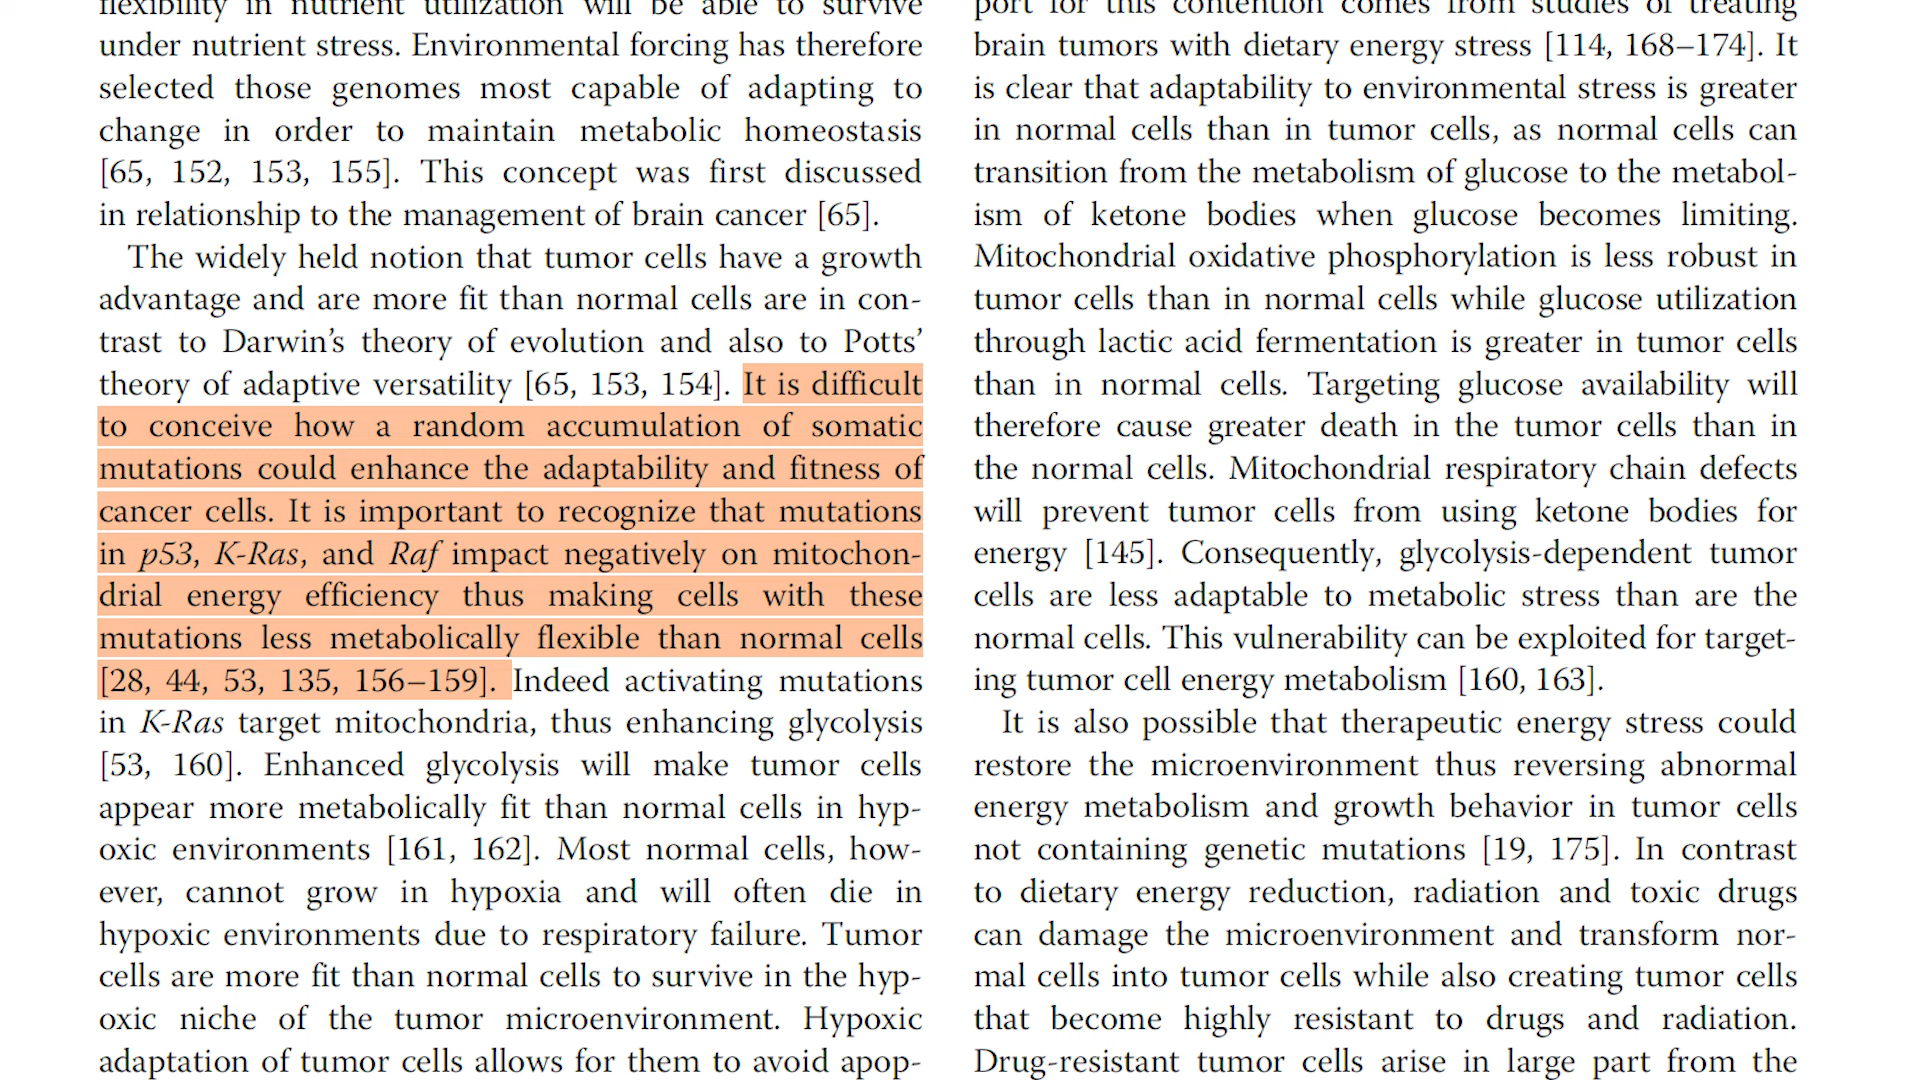 flexibility in nutrient utilization will be able to survive
under nutrient stress. Environmental forcing has therefore
selected those genomes most capable of adapting to
change in order to maintain metabolic homeostasis
[65, 152, 153, 155]. This concept was first discussed
in relationship to the management of brain cancer [65].
The widely held notion that tumor cells have a growth
advantage and are more fit than normal cells are in con-
trast to Darwin’s theory of evolution and also to Potts’
theory of adaptive versatility [65, 153, 154]. It is difficult
to conceive how a random accumulation of somatic
mutations could enhance the adaptability and fitness of
cancer cells. It is important to recognize that mutations
in p53, K-Ras, and Raf impact negatively on mitochon-
drial energy efficiency thus making cells with these
mutations less metabolically flexible than normal cells
[28, 44, 53, 135, 156–159]. Indeed activating mutations
in K-Ras target mitochondria, thus enhancing glycolysis
[53, 160]. Enhanced glycolysis will make tumor cells
appear more metabolically fit than normal cells in hyp-
oxic environments [161, 162]. Most normal cells, how-
ever, cannot grow in hypoxia and will often die in
hypoxic environments due to respiratory failure. Tumor
cells are more fit than normal cells to survive in the hyp-
oxic niche of the tumor microenvironment. Hypoxic
adaptation of tumor cells allows for them to avoid apop-
port for this contention comes from studies of treating
brain tumors with dietary energy stress [114, 168–174]. It
is clear that adaptability to environmental stress is greater
in normal cells than in tumor cells, as normal cells can
transition from the metabolism of glucose to the metabol-
ism of ketone bodies when glucose becomes limiting.
Mitochondrial oxidative phosphorylation is less robust in
tumor cells than in normal cells while glucose utilization
through lactic acid fermentation is greater in tumor cells
than in normal cells. Targeting glucose availability will
therefore cause greater death in the tumor cells than in
the normal cells. Mitochondrial respiratory chain defects
will prevent tumor cells from using ketone bodies for
energy [145]. Consequently, glycolysis-dependent tumor
cells are less adaptable to metabolic stress than are the
normal cells. This vulnerability can be exploited for target-
ing tumor cell energy metabolism [160, 163].
It is also possible that therapeutic energy stress could
restore the microenvironment thus reversing abnormal
energy metabolism and growth behavior in tumor cells
not containing genetic mutations [19, 175]. In contrast
to dietary energy reduction, radiation and toxic drugs
can damage the microenvironment and transform nor-
mal cells into tumor cells while also creating tumor cells
that become highly resistant to drugs and radiation.
Drug-resistant tumor cells arise in large part from the